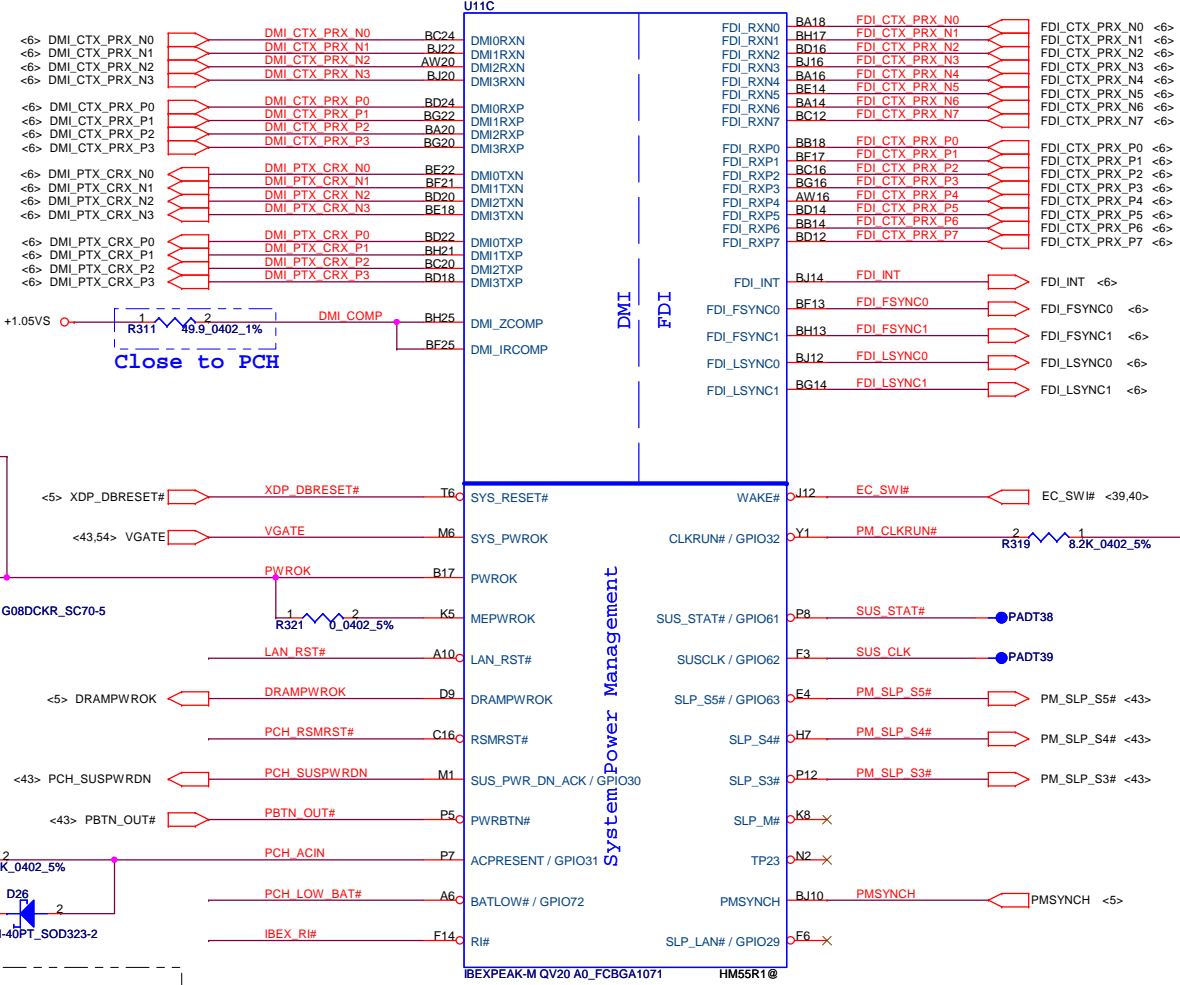 U11C
<6> DMI_CTX_PRX_N0 DMI_CTX_PRX_N0 BC24 DMI0RXN FDI_RXN0 BA18 FDI_CTX_PRX_N0 FDI_CTX_PRX_N0 <6>
<6> DMI_CTX_PRX_N1 DMI_CTX_PRX_N1 BJ22 DMI1RXN FDI_RXN1 BH17 FDI_CTX_PRX_N1 FDI_CTX_PRX_N1 <6>
<6> DMI_CTX_PRX_N2 DMI_CTX_PRX_N2 AW20 DMI2RXN FDI_RXN2 BD16 FDI_CTX_PRX_N2 FDI_CTX_PRX_N2 <6>
<6> DMI_CTX_PRX_N3 DMI_CTX_PRX_N3 BJ20 DMI3RXN FDI_RXN3 BJ16 FDI_CTX_PRX_N3 FDI_CTX_PRX_N3 <6>
FDI_RXN4 BA16 FDI_CTX_PRX_N4 FDI_CTX_PRX_N4 <6>
FDI_RXN5 BE14 FDI_CTX_PRX_N5 FDI_CTX_PRX_N5 <6>
<6> DMI_CTX_PRX_P0 DMI_CTX_PRX_P0 BD24 DMI0RXP FDI_RXN6 BA14 FDI_CTX_PRX_N6 FDI_CTX_PRX_N6 <6>
<6> DMI_CTX_PRX_P1 DMI_CTX_PRX_P1 BG22 DMI1RXP FDI_RXN7 BC12 FDI_CTX_PRX_N7 FDI_CTX_PRX_N7 <6>
<6> DMI_CTX_PRX_P2 DMI_CTX_PRX_P2 BA20 DMI2RXP
<6> DMI_CTX_PRX_P3 DMI_CTX_PRX_P3 BG20 DMI3RXP FDI_RXP0 BB18 FDI_CTX_PRX_P0 FDI_CTX_PRX_P0 <6>
FDI_RXP1 BF17 FDI_CTX_PRX_P1 FDI_CTX_PRX_P1 <6>
<6> DMI_PTX_CRX_N0 DMI_PTX_CRX_N0 BE22 DMI0TXN FDI_RXP2 BC16 FDI_CTX_PRX_P2 FDI_CTX_PRX_P2 <6>
<6> DMI_PTX_CRX_N1 DMI_PTX_CRX_N1 BF21 DMI1TXN FDI_RXP3 BG16 FDI_CTX_PRX_P3 FDI_CTX_PRX_P3 <6>
<6> DMI_PTX_CRX_N2 DMI_PTX_CRX_N2 BD20 DMI2TXN FDI_RXP4 AW16 FDI_CTX_PRX_P4 FDI_CTX_PRX_P4 <6>
<6> DMI_PTX_CRX_N3 DMI_PTX_CRX_N3 BE18 DMI3TXN FDI_RXP5 BD14 FDI_CTX_PRX_P5 FDI_CTX_PRX_P5 <6>
FDI_RXP6 BB14 FDI_CTX_PRX_P6 FDI_CTX_PRX_P6 <6>
<6> DMI_PTX_CRX_P0 DMI_PTX_CRX_P0 BD22 DMI0TXP FDI_RXP7 BD12 FDI_CTX_PRX_P7 FDI_CTX_PRX_P7 <6>
<6> DMI_PTX_CRX_P1 DMI_PTX_CRX_P1 BH21 DMI1TXP
<6> DMI_PTX_CRX_P2 DMI_PTX_CRX_P2 BC20 DMI2TXP
<6> DMI_PTX_CRX_P3 DMI_PTX_CRX_P3 BD18 DMI3TXP FDI_INT BJ14 FDI_INT FDI_INT <6>
DMI FDI
FDI_FSYNC0 BF13 FDI_FSYNC0 FDI_FSYNC0 <6>
+1.05VS 1 2 DMI_COMP BH25 DMI_ZCOMP
R311 49.9_0402_1%
FDI_FSYNC1 BH13 FDI_FSYNC1 FDI_FSYNC1 <6>
BF25 DMI_IRCOMP
Close to PCH
FDI_LSYNC0 BJ12 FDI_LSYNC0 FDI_LSYNC0 <6>
FDI_LSYNC1 BG14 FDI_LSYNC1 FDI_LSYNC1 <6>
<5> XDP_DBRESET# XDP_DBRESET# T6 SYS_RESET# WAKE# J12 EC_SWI# EC_SWI# <39,40>
<43,54> VGATE VGATE M6 SYS_PWROK CLKRUN# / GPIO32 Y1 PM_CLKRUN# 2 1
R319 8.2K_0402_5%
PWROK B17 PWROK
System Power Management
G08DCKR_SC70-5
1 2 K5 MEPWROK SUS_STAT# / GPIO61 P8 SUS_STAT# PADT38
R321 0_0402_5%
LAN_RST# A10 LAN_RST# SUSCLK / GPIO62 F3 SUS_CLK PADT39
<5> DRAMPWROK DRAMPWROK D9 DRAMPWROK SLP_S5# / GPIO63 E4 PM_SLP_S5# PM_SLP_S5# <43>
PCH_RSMRST# C16 RSMRST# SLP_S4# H7 PM_SLP_S4# PM_SLP_S4# <43>
<43> PCH_SUSPWRDN PCH_SUSPWRDN M1 SUS_PWR_DN_ACK / GPIO30 SLP_S3# P12 PM_SLP_S3# PM_SLP_S3# <43>
<43> PBTN_OUT# PBTN_OUT# P5 PWRBTN# SLP_M# K8
2 PCH_ACIN P7 ACPRESENT / GPIO31 TP23 N2
K_0402_5%
D26
PCH_LOW_BAT# A6 BATLOW# / GPIO72 PMSYNCH BJ10 PMSYNCH PMSYNCH <5>
2
-40PT_SOD323-2
IBEX_RI# F14 RI# SLP_LAN# / GPIO29 F6
IBEXPEAK-M QV20 A0_FCBGA1071 HM55R1@